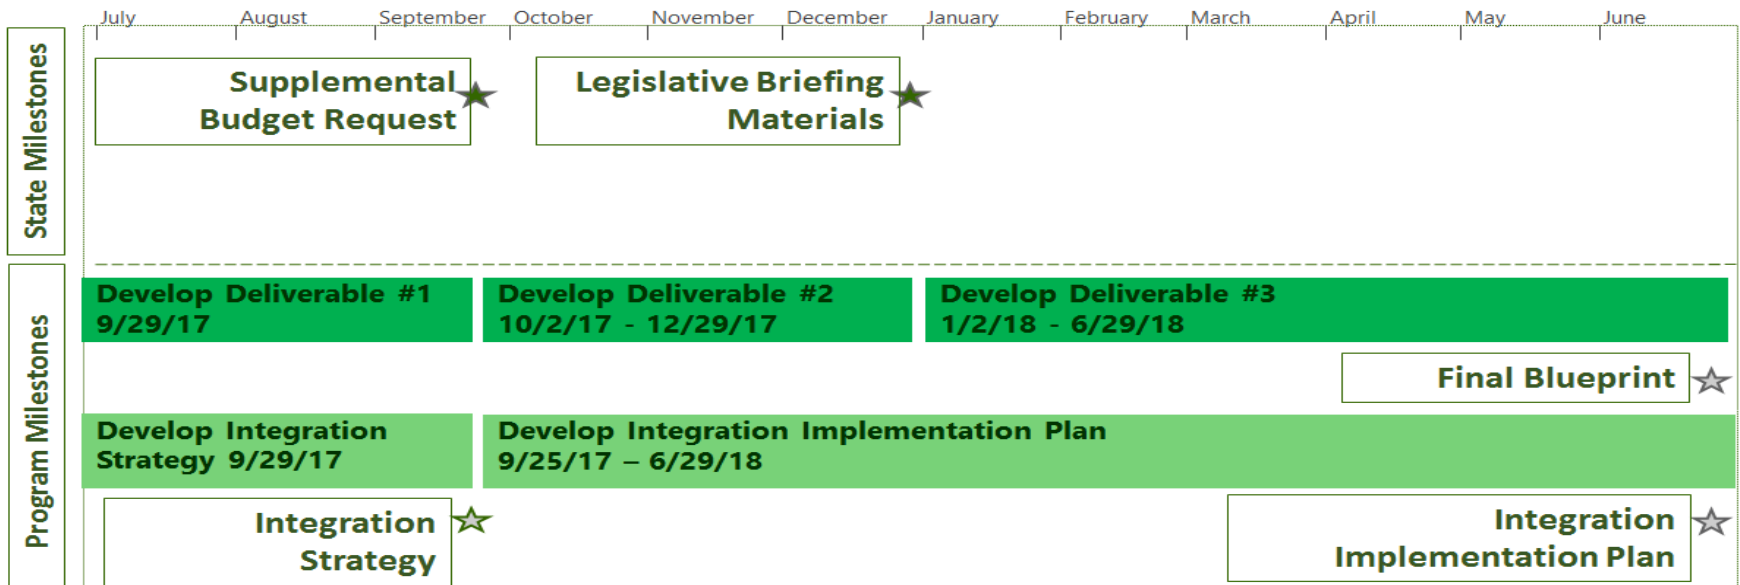 July August September October November December January February March April May June
State Milestones
Supplemental
Budget Request
Legislative Briefing
Materials
Program Milestones
Develop Deliverable #1
9/29/17
Develop Deliverable #2
10/2/17 - 12/29/17
Develop Deliverable #3
1/2/18 - 6/29/18
Final Blueprint
Develop Integration
Strategy 9/29/17
Develop Integration Implementation Plan
9/25/17 – 6/29/18
Integration
Strategy
Integration
Implementation Plan